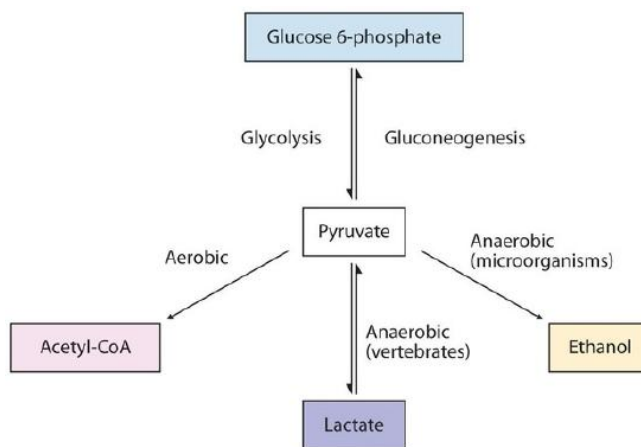 Glucose 6-phosphate
Glycolysis
Gluconeogenesis
Pyruvate
Aerobic
Anaerobic
(microorganisms)
Acetyl-CoA
Anaerobic
(vertebrates)
Ethanol
Lactate